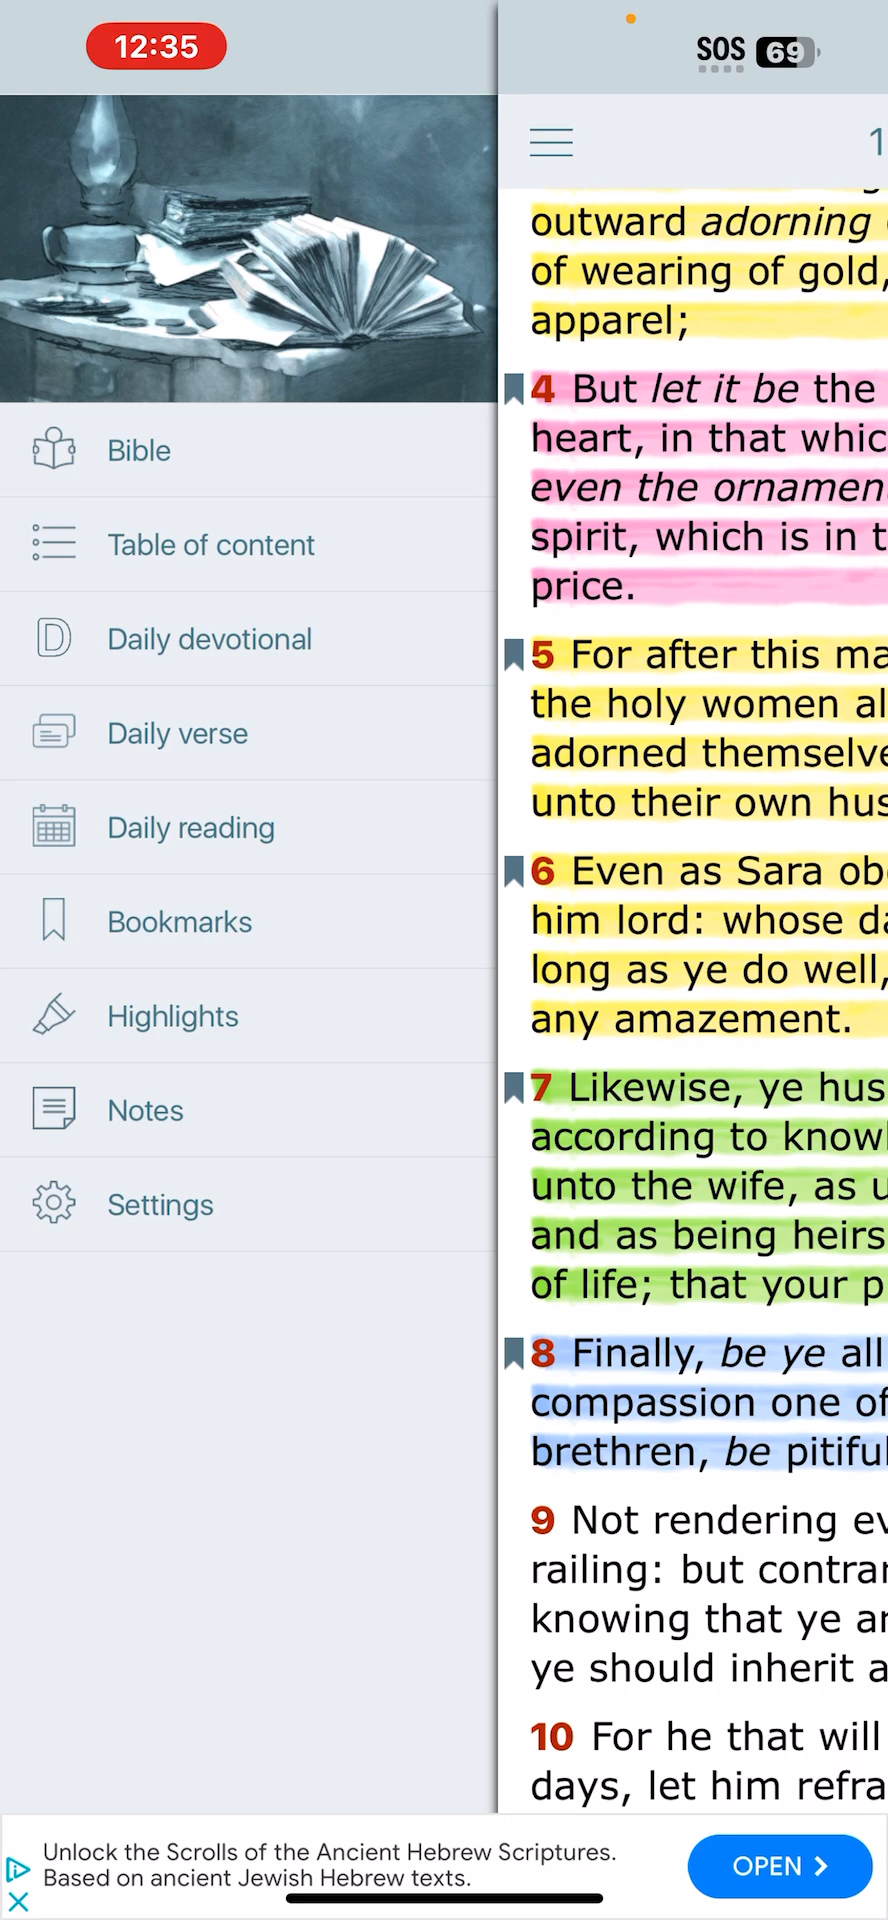 12:35
SOS 69
1
outward adorning
of wearing of gold,
apparel;
4 But let it be the
heart, in that whic
even the ornamen
spirit, which is in t
price.
5 For after this ma
the holy women al
adorned themselve
unto their own hus
6 Even as Sara ob
him lord: whose da
long as ye do well,
any amazement.
7 Likewise, ye hus
according to know
unto the wife, as u
and as being heirs
of life; that your p
8 Finally, be ye all
compassion one of
brethren, be pitiful
9 Not rendering ev
railing: but contrar
knowing that ye ar
ye should inherit a
10 For he that will
days, let him refra
Bible
Table of content
Daily devotional
Daily verse
Daily reading
Bookmarks
Highlights
Notes
Settings
Unlock the Scrolls of the Ancient Hebrew Scriptures.
Based on ancient Jewish Hebrew texts.
OPEN